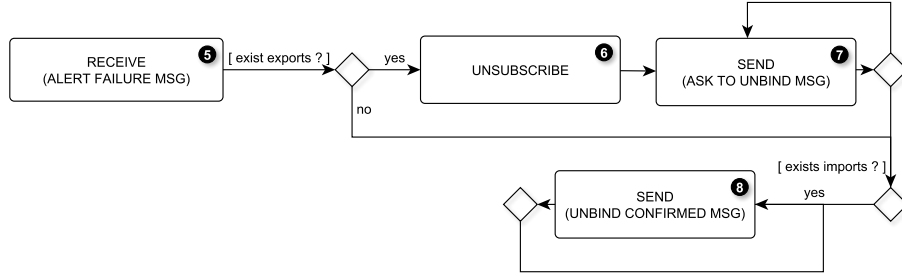 5
RECEIVE
(ALERT FAILURE MSG)
[ exist exports ? ]
yes
no
6
UNSUBSCRIBE
7
SEND
(ASK TO UNBIND MSG)
[ exists imports ? ]
yes
8
SEND
(UNBIND CONFIRMED MSG)